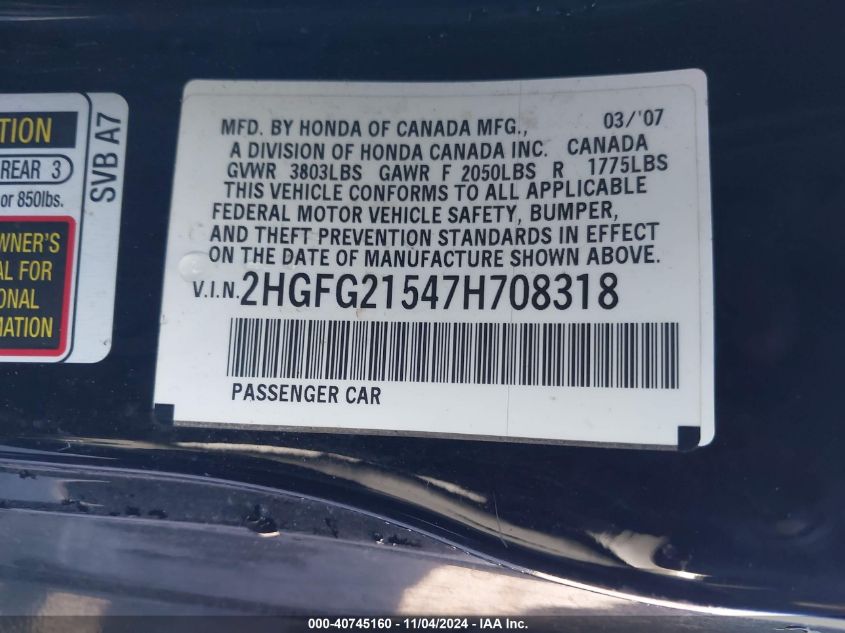 MFD. BY HONDA OF CANADA MFG., 03/'07
A DIVISION OF HONDA CANADA INC. CANADA
GVWR 3803LBS GAWR F 2050LBS R 1775LBS
THIS VEHICLE CONFORMS TO ALL APPLICABLE
FEDERAL MOTOR VEHICLE SAFETY, BUMPER,
AND THEFT PREVENTION STANDARDS IN EFFECT
ON THE DATE OF MANUFACTURE SHOWN ABOVE.
V.I.N. 2HGFG21547H708318
PASSENGER CAR
TION
REAR 3
or 850lbs.
WNER'S
AL FOR
ONAL
MATION
SVB A7
000-40745160 - 11/04/2024 - IAA Inc.